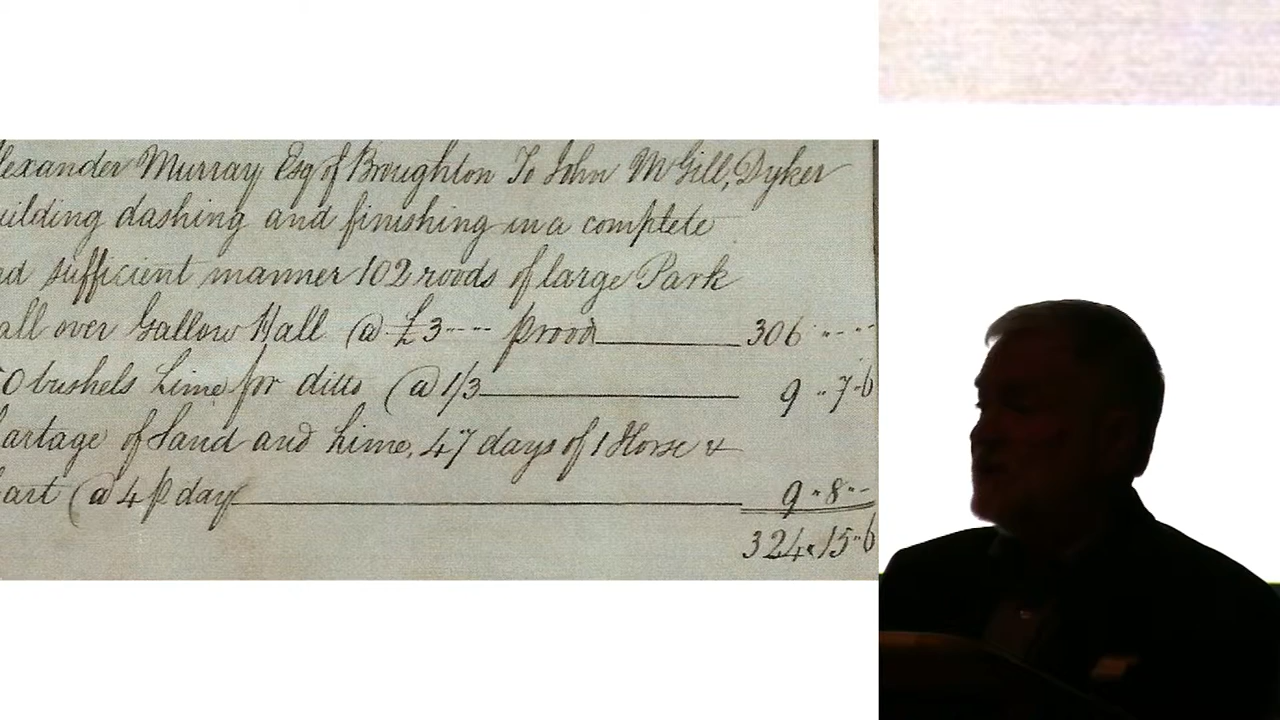 lexander Murray Esq of Broughton To John McGill, Dyker
uilding dashing and finishing in a complete
nd sufficient manner 102 roods of large Park
all over Gallow Hall @ £3---- p rood 306 " - - -
0 bushels Lime for ditto @ 1/3 9 " 7 - 6
artage of Sand and Lime, 47 days of 1 Horse &
art @ 4 p day 9 " 8 " -
324 " 15 " 6